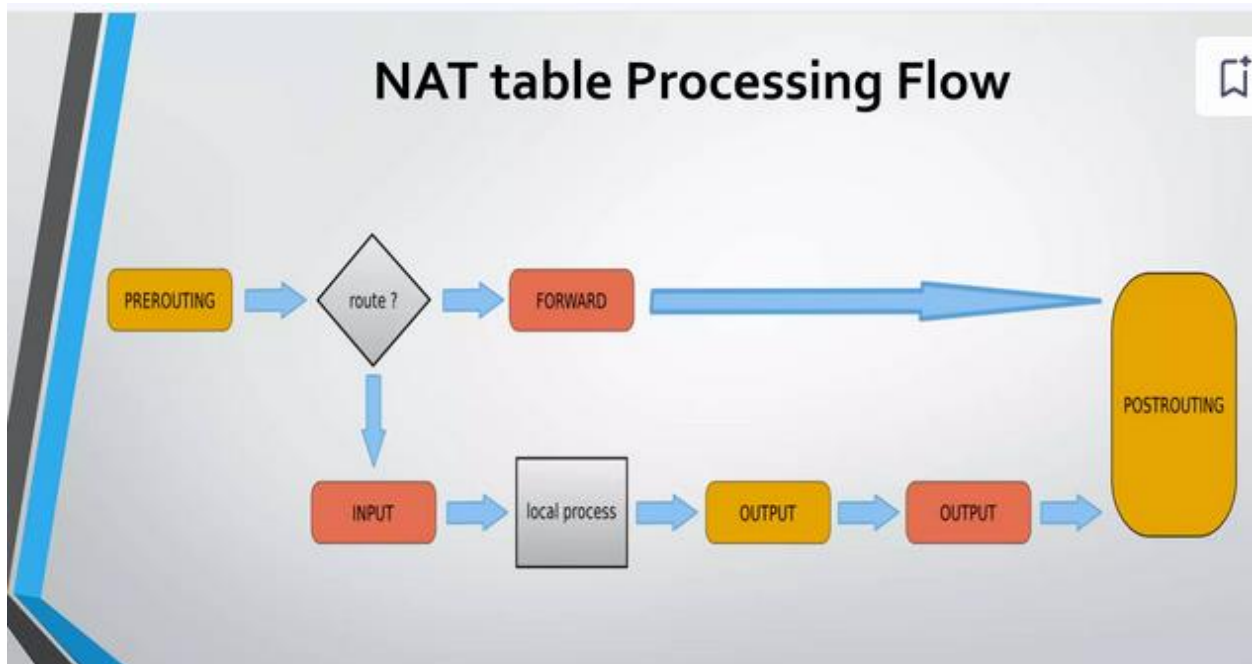 NAT table Processing Flow
PREROUTING
route ?
FORWARD
POSTROUTING
INPUT
local process
OUTPUT
OUTPUT